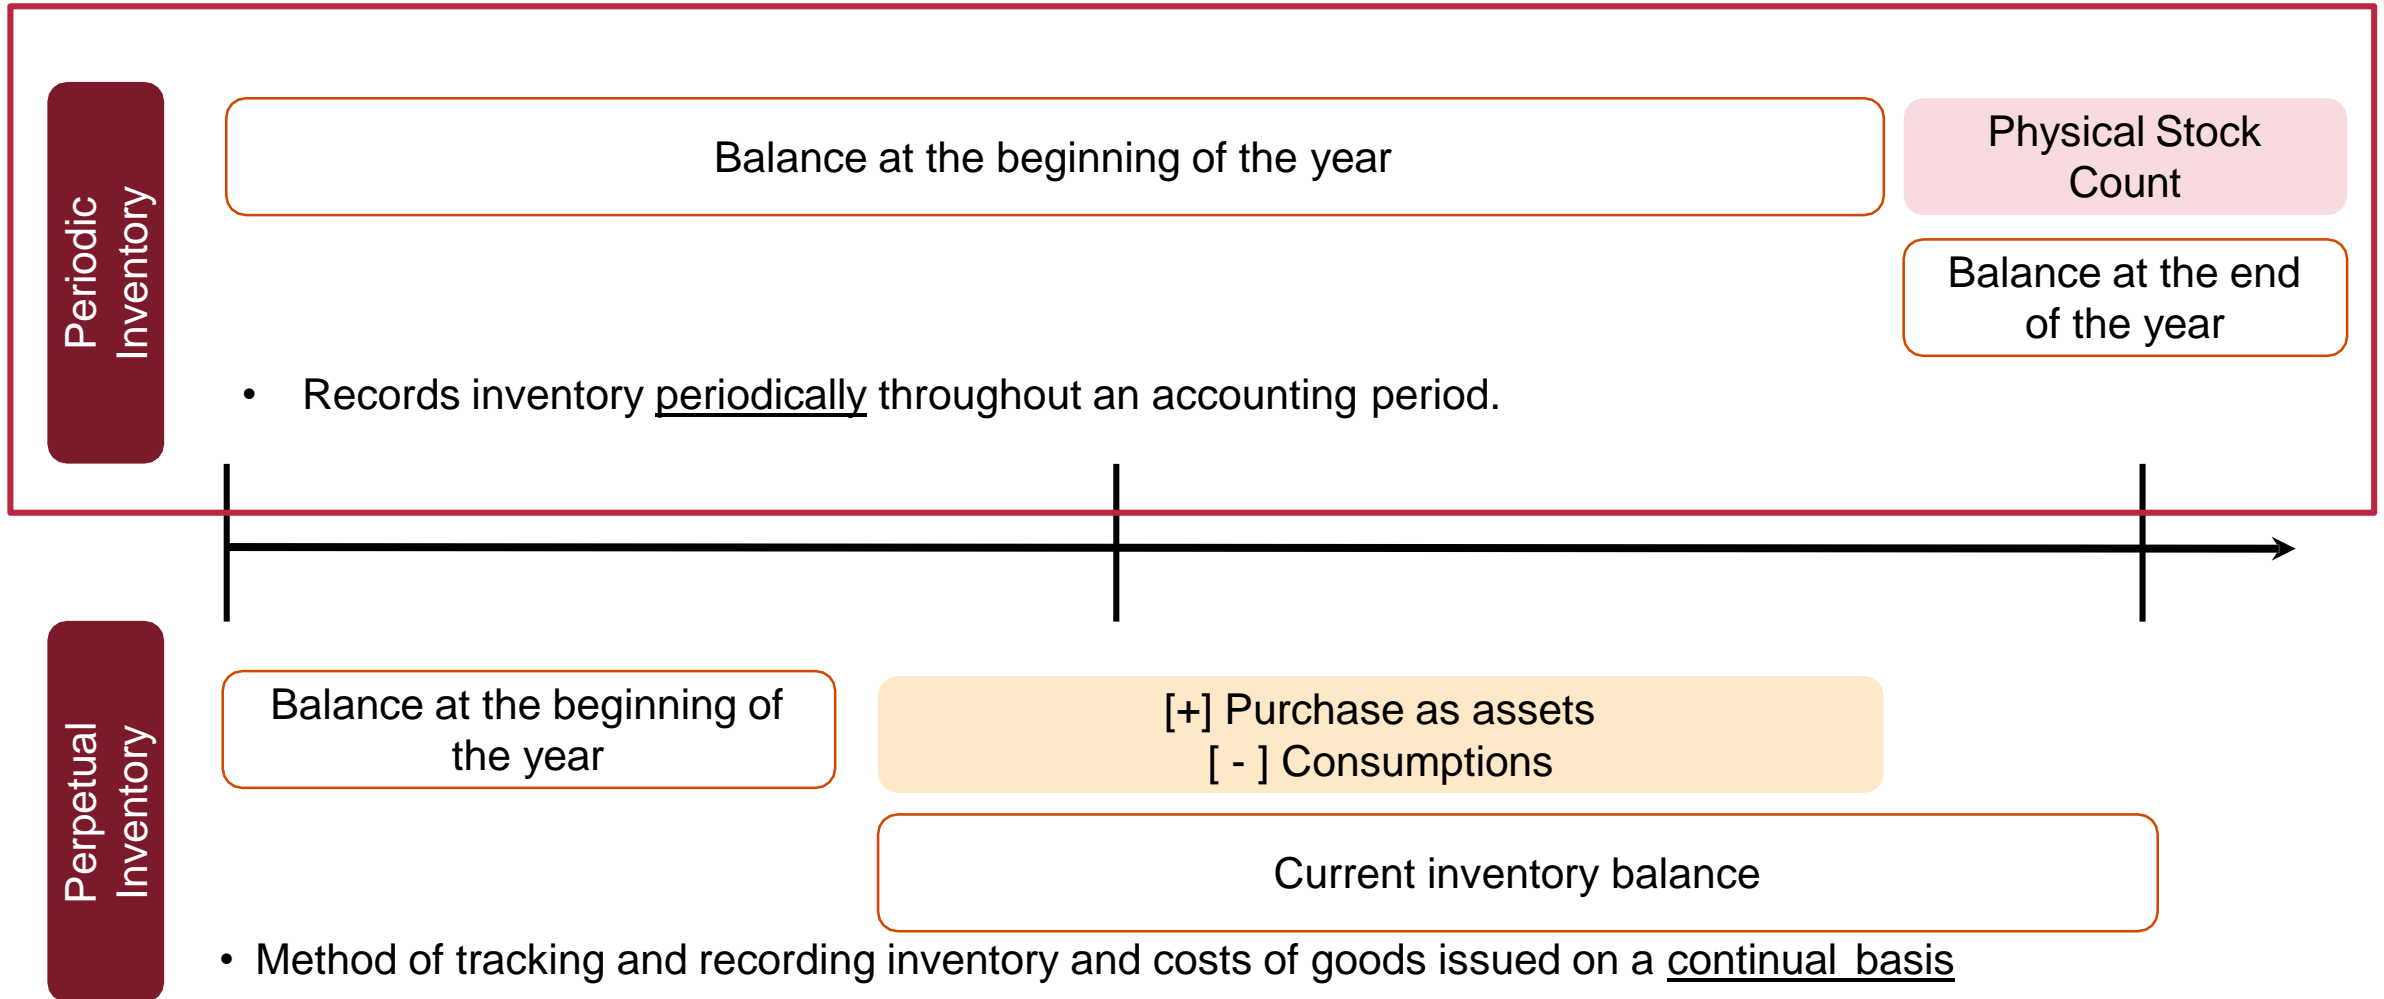 Periodic
Inventory
Balance at the beginning of the year
Physical Stock
Count
Balance at the end
of the year
• Records inventory periodically throughout an accounting period.
Perpetual
Inventory
Balance at the beginning of
the year
[+] Purchase as assets
[ - ] Consumptions
Current inventory balance
• Method of tracking and recording inventory and costs of goods issued on a continual basis